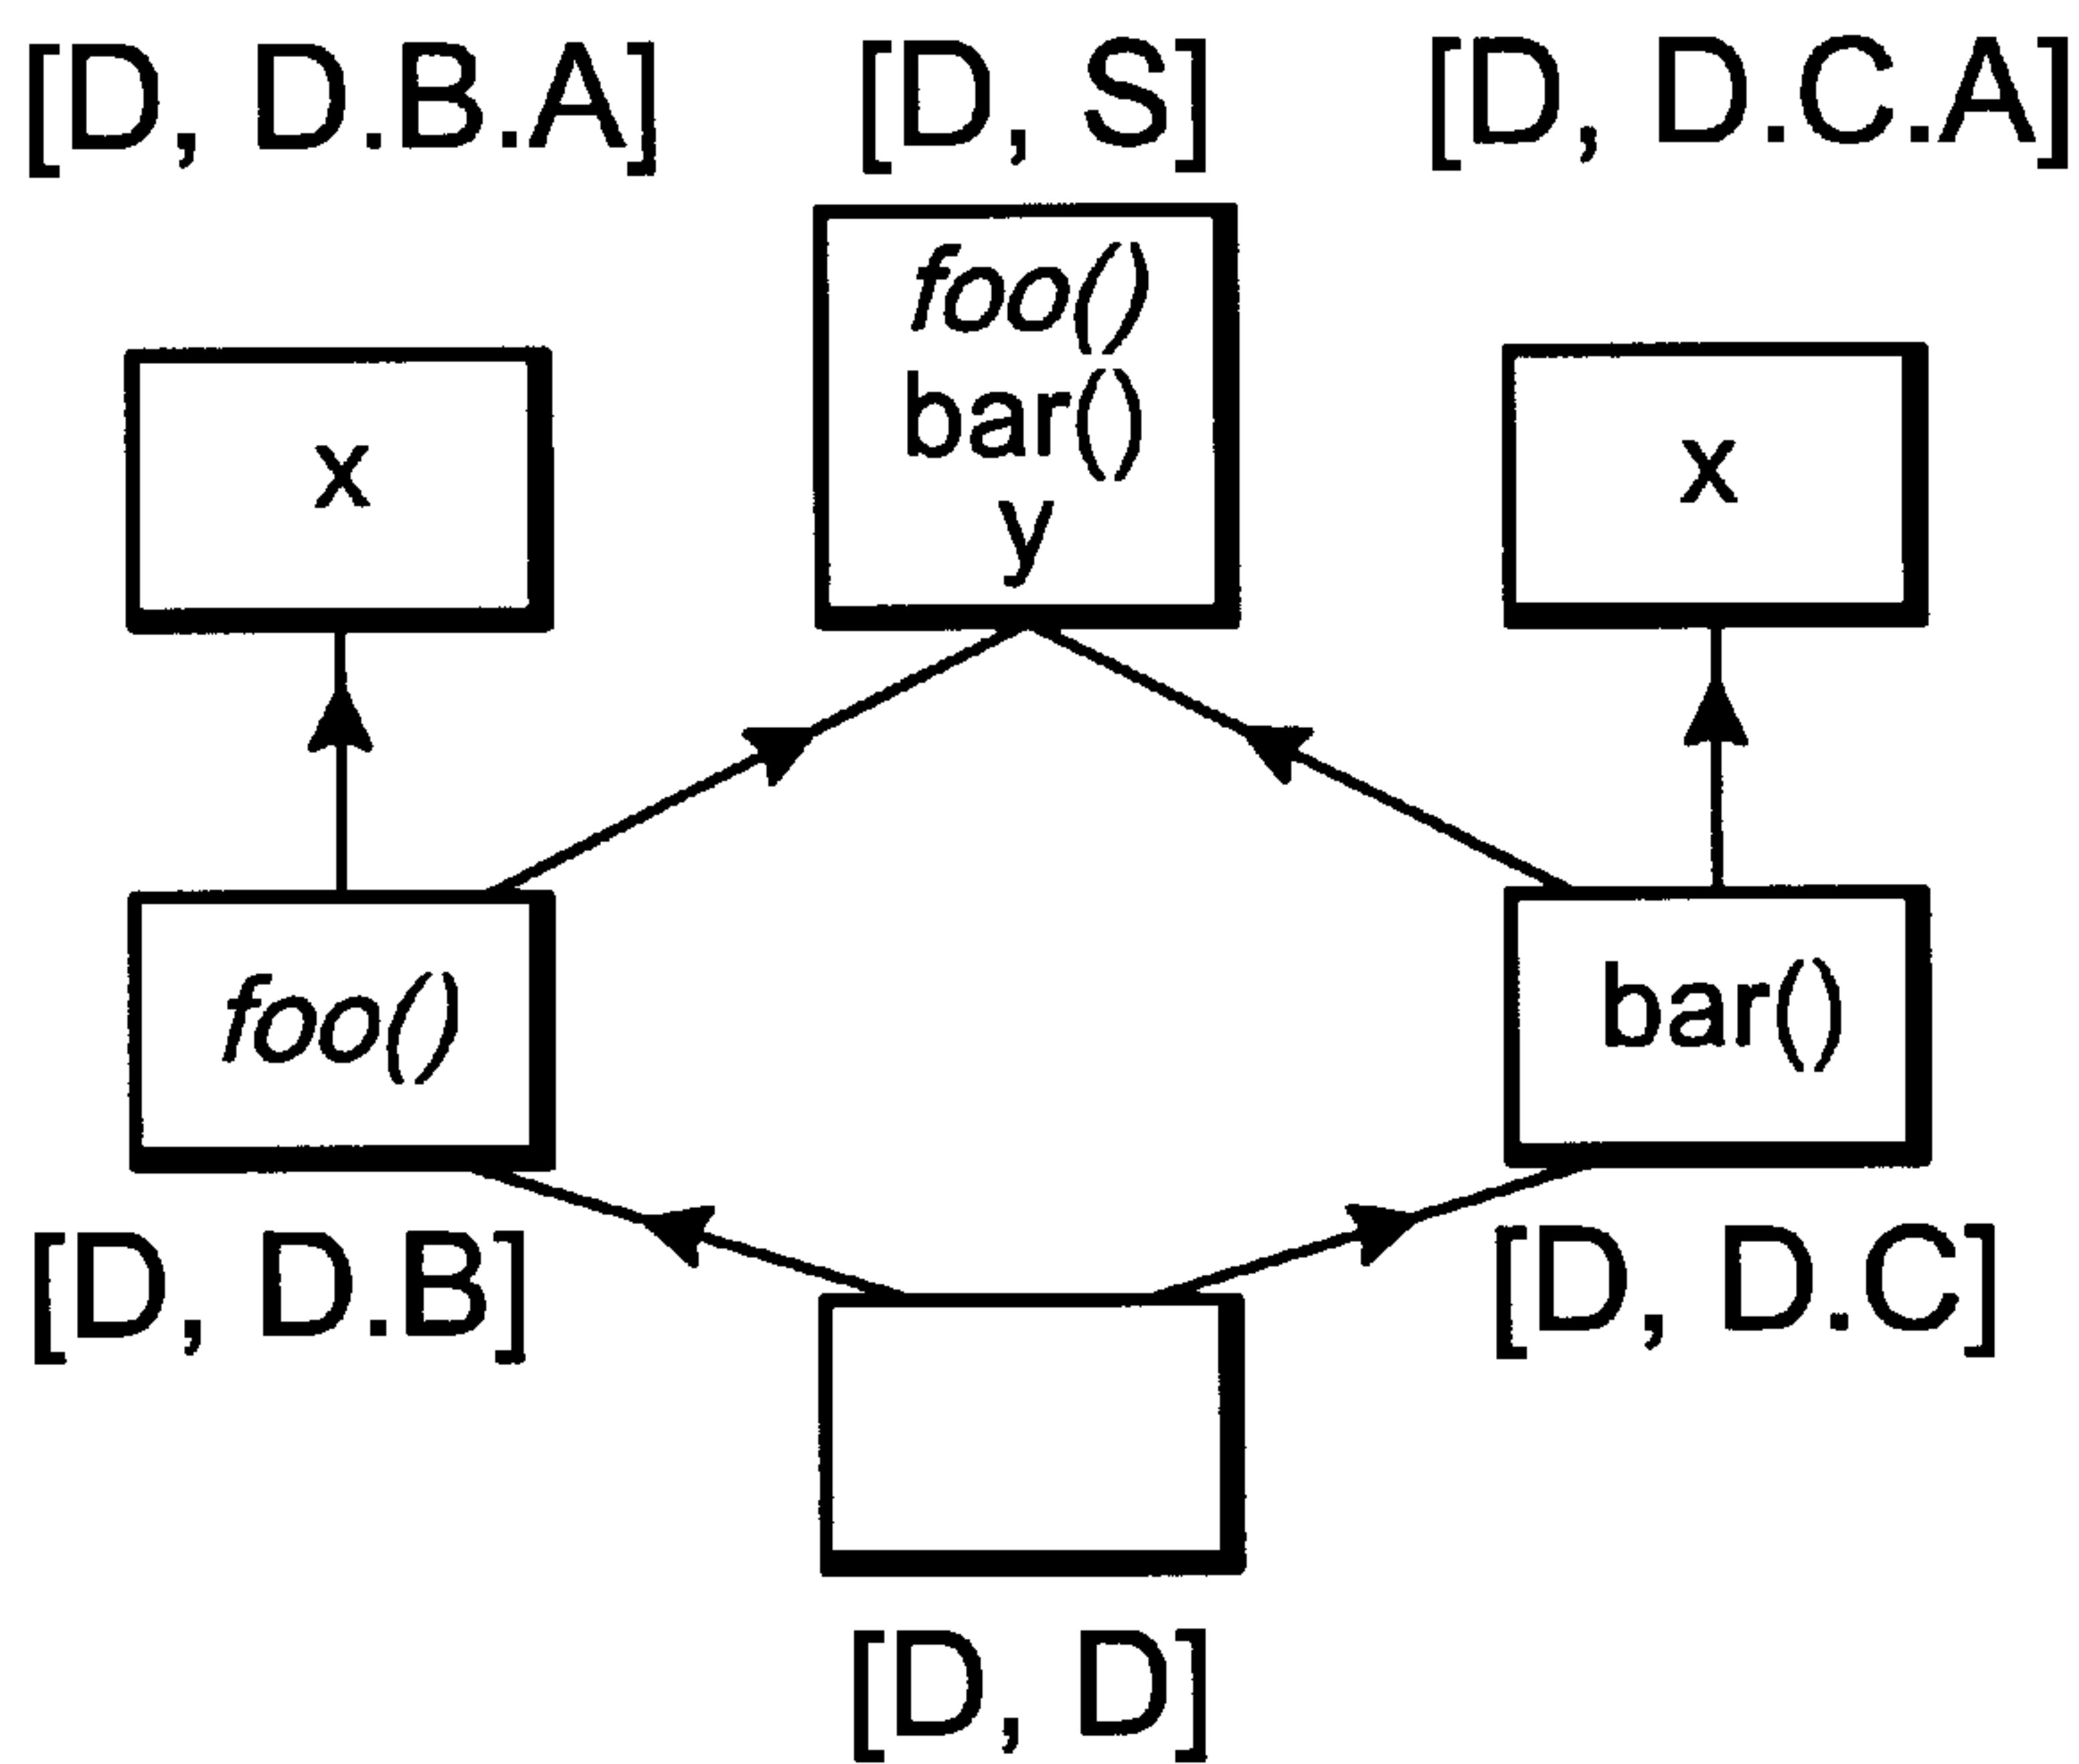 [D, D.B.A]
[D, S]
[D, D.C.A]
foo()
bar()
y
x
x
foo()
bar()
[D, D.B]
[D, D.C]
[D, D]